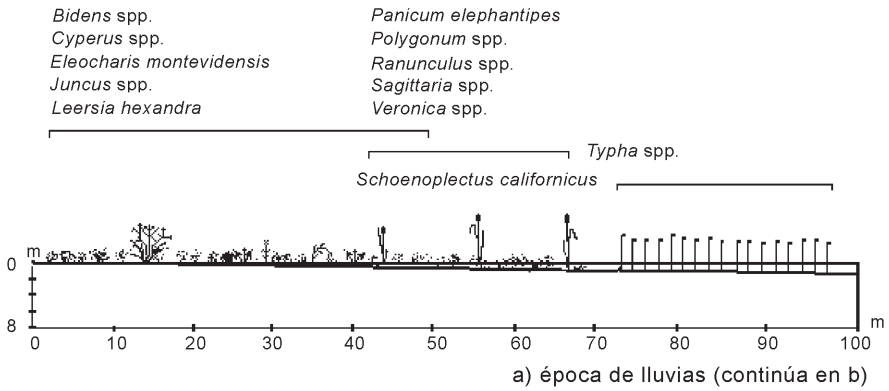 Bidens spp.
Cyperus spp.
Eleocharis montevidensis
Juncus spp.
Leersia hexandra
Panicum elephantipes
Polygonum spp.
Ranunculus spp.
Sagittaria spp.
Veronica spp.
Typha spp.
Schoenoplectus californicus
m
0
8
0 10 20 30 40 50 60 70 80 90 100
m
a) época de lluvias (continúa en b)